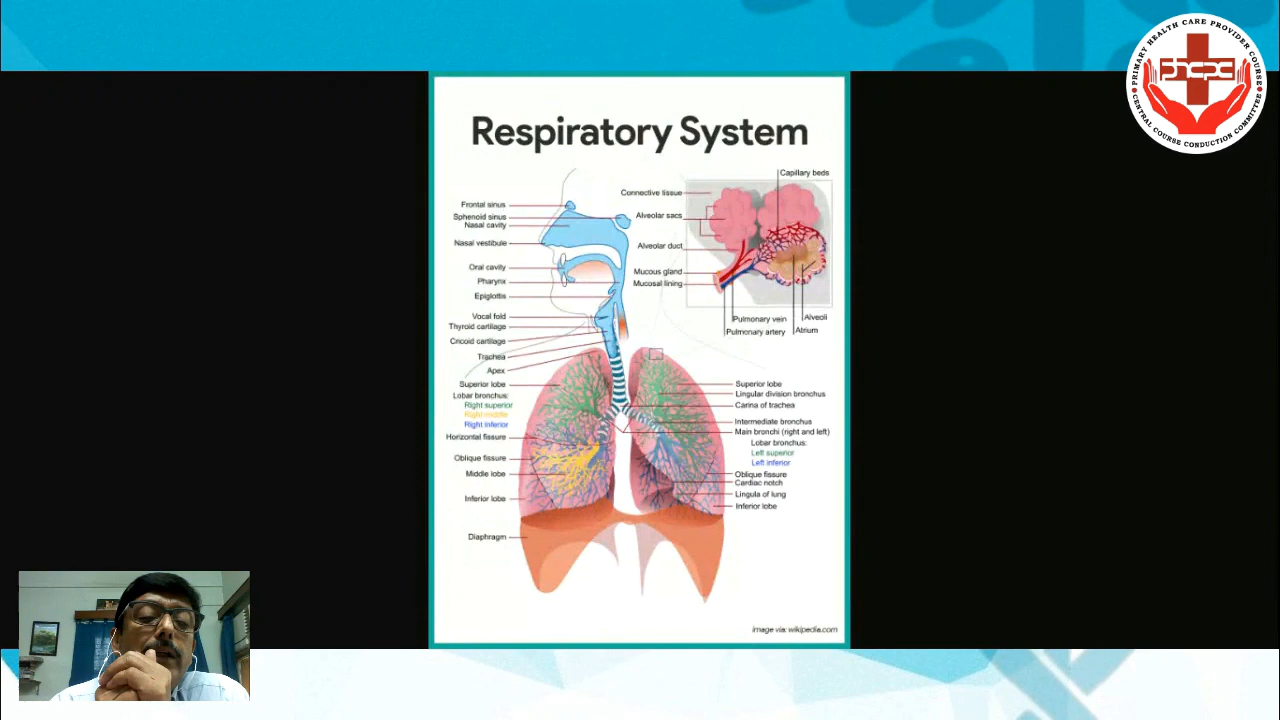 Respiratory System
Capillary beds
Connective tissue
Alveolar sacs
Alveolar duct
Mucous gland
Mucosal lining
Pulmonary vein
Alveoli
Pulmonary artery
Atrium
Frontal sinus
Sphenoid sinus
Nasal cavity
Nasal vestibule
Oral cavity
Pharynx
Epiglottis
Vocal fold
Thyroid cartilage
Cricoid cartilage
Trachea
Apex
Superior lobe
Lobar bronchus:
Right superior
Right middle
Right inferior
Horizontal fissure
Oblique fissure
Middle lobe
Inferior lobe
Diaphragm
Superior lobe
Lingular division bronchus
Carina of trachea
Intermediate bronchus
Main bronchi (right and left)
Lobar bronchus:
Left superior
Left inferior
Oblique fissure
Cardiac notch
Lingula of lung
Inferior lobe
image via: wikipedia.com
PRIMARY HEALTH CARE PROVIDER COURSE
phcpc
CENTRAL COURSE CONDUCTION COMMITTEE